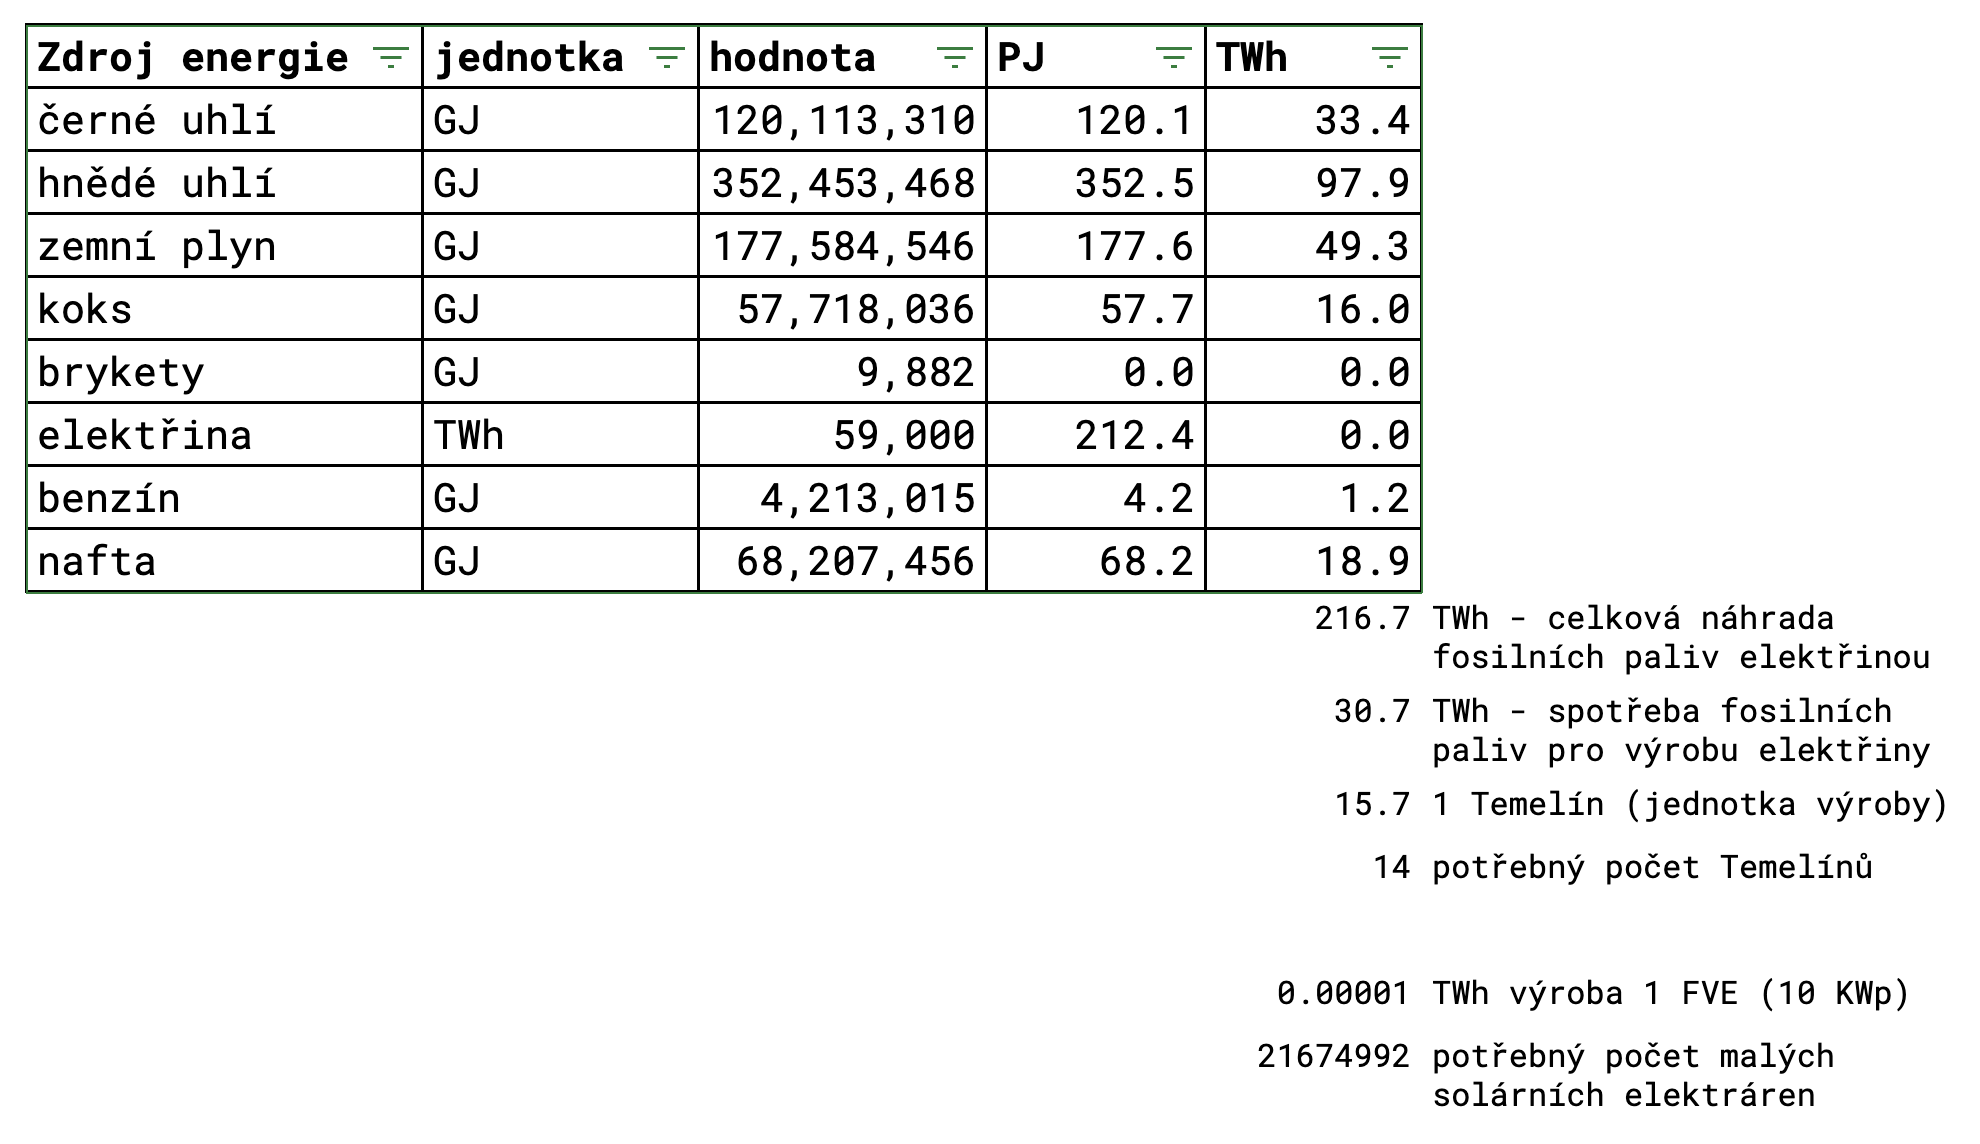 Zdroj energie jednotka hodnota PJ TWh
černé uhlí GJ 120,113,310 120.1 33.4
hnědé uhlí GJ 352,453,468 352.5 97.9
zemní plyn GJ 177,584,546 177.6 49.3
koks GJ 57,718,036 57.7 16.0
brykety GJ 9,882 0.0 0.0
elektřina TWh 59,000 212.4 0.0
benzín GJ 4,213,015 4.2 1.2
nafta GJ 68,207,456 68.2 18.9
216.7 TWh - celková náhrada
fosilních paliv elektřinou
30.7 TWh - spotřeba fosilních
paliv pro výrobu elektřiny
15.7 1 Temelín (jednotka výroby)
14 potřebný počet Temelínů
0.00001 TWh výroba 1 FVE (10 KWp)
21674992 potřebný počet malých
solárních elektráren